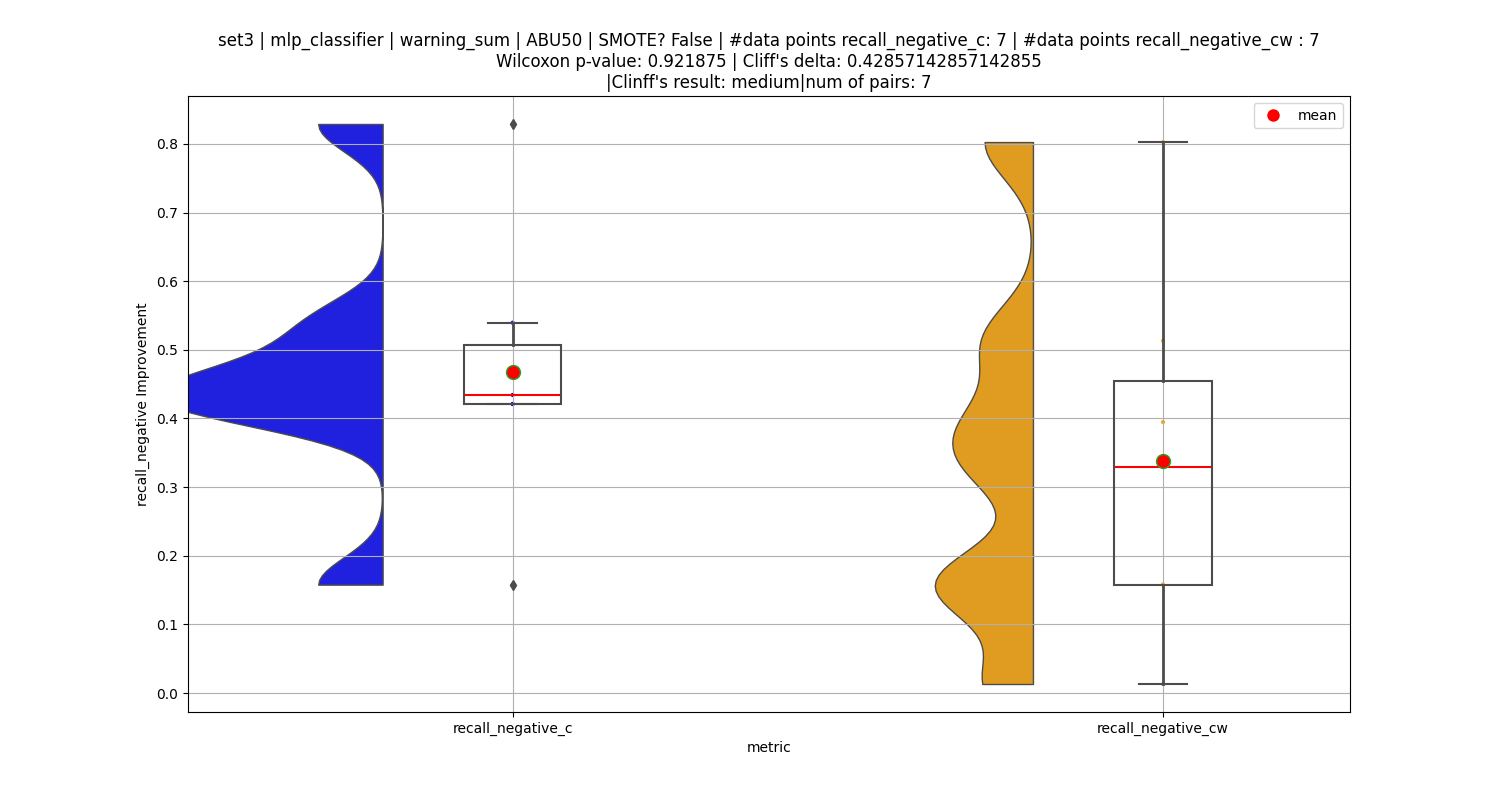 set3 | mlp_classifier | warning_sum | ABU50 | SMOTE? False | #data points recall_negative_c: 7 | #data points recall_negative_cw : 7
Wilcoxon p-value: 0.921875 | Cliff's delta: 0.42857142857142855
|Clinff's result: medium|num of pairs: 7
mean
0.8
0.7
0.6
0.5
0.4
0.3
0.2
0.1
0.0
recall_negative Improvement
recall_negative_c
recall_negative_cw
metric